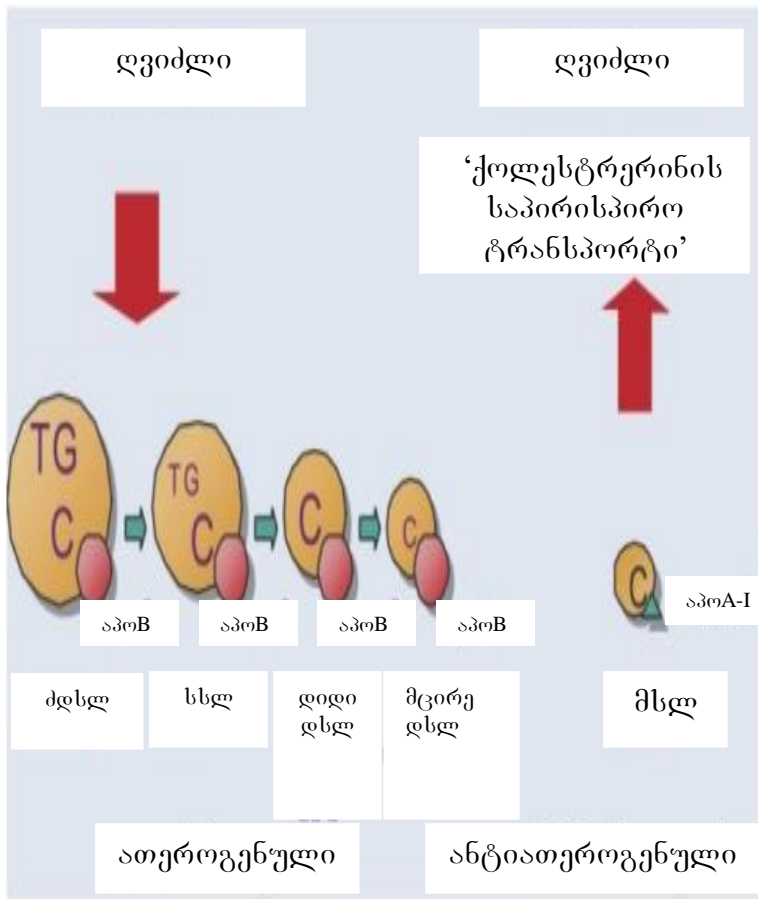 ღვიძლი
ღვიძლი
‘ქოლესტრერინის
საპირისპირო
ტრანსპორტი’
TG
C
TG
C
C
C
C
აპოB
აპოB
აპოB
აპოB
აპოA-I
ძდსლ
სსლ
დიდი
დსლ
მცირე
დსლ
მსლ
ათეროგენული
ანტიათეროგენული